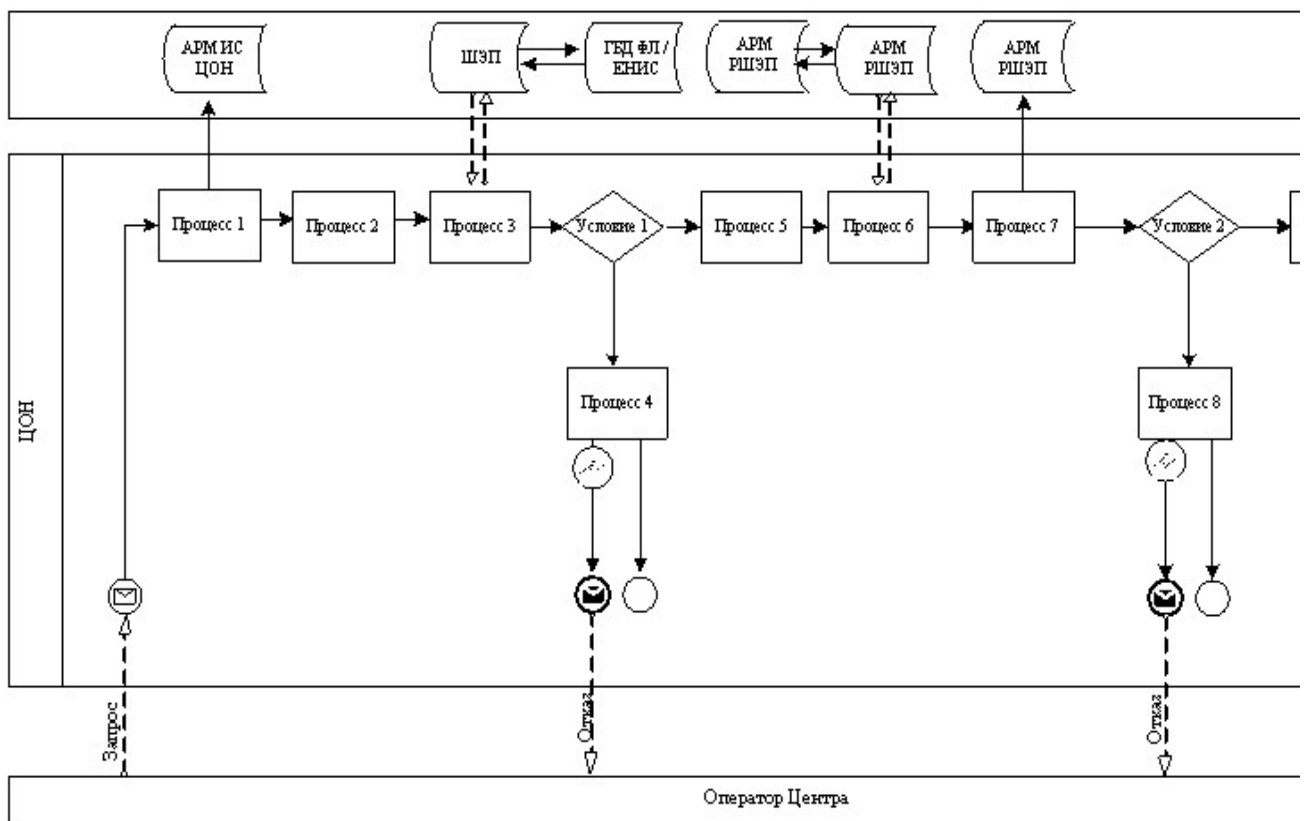 АРМ ИС
ЦОН
ШЭП
ГБД ФЛ /
ЕНИС
АРМ
РШЭП
АРМ
РШЭП
АРМ
РШЭП
ЦОН
Процесс 1
Процесс 2
Процесс 3
Условие 1
Процесс 5
Процесс 6
Процесс 7
Условие 2
Процесс 4
Процесс 8
Запрос
Отказ
Отказ
Оператор Центра